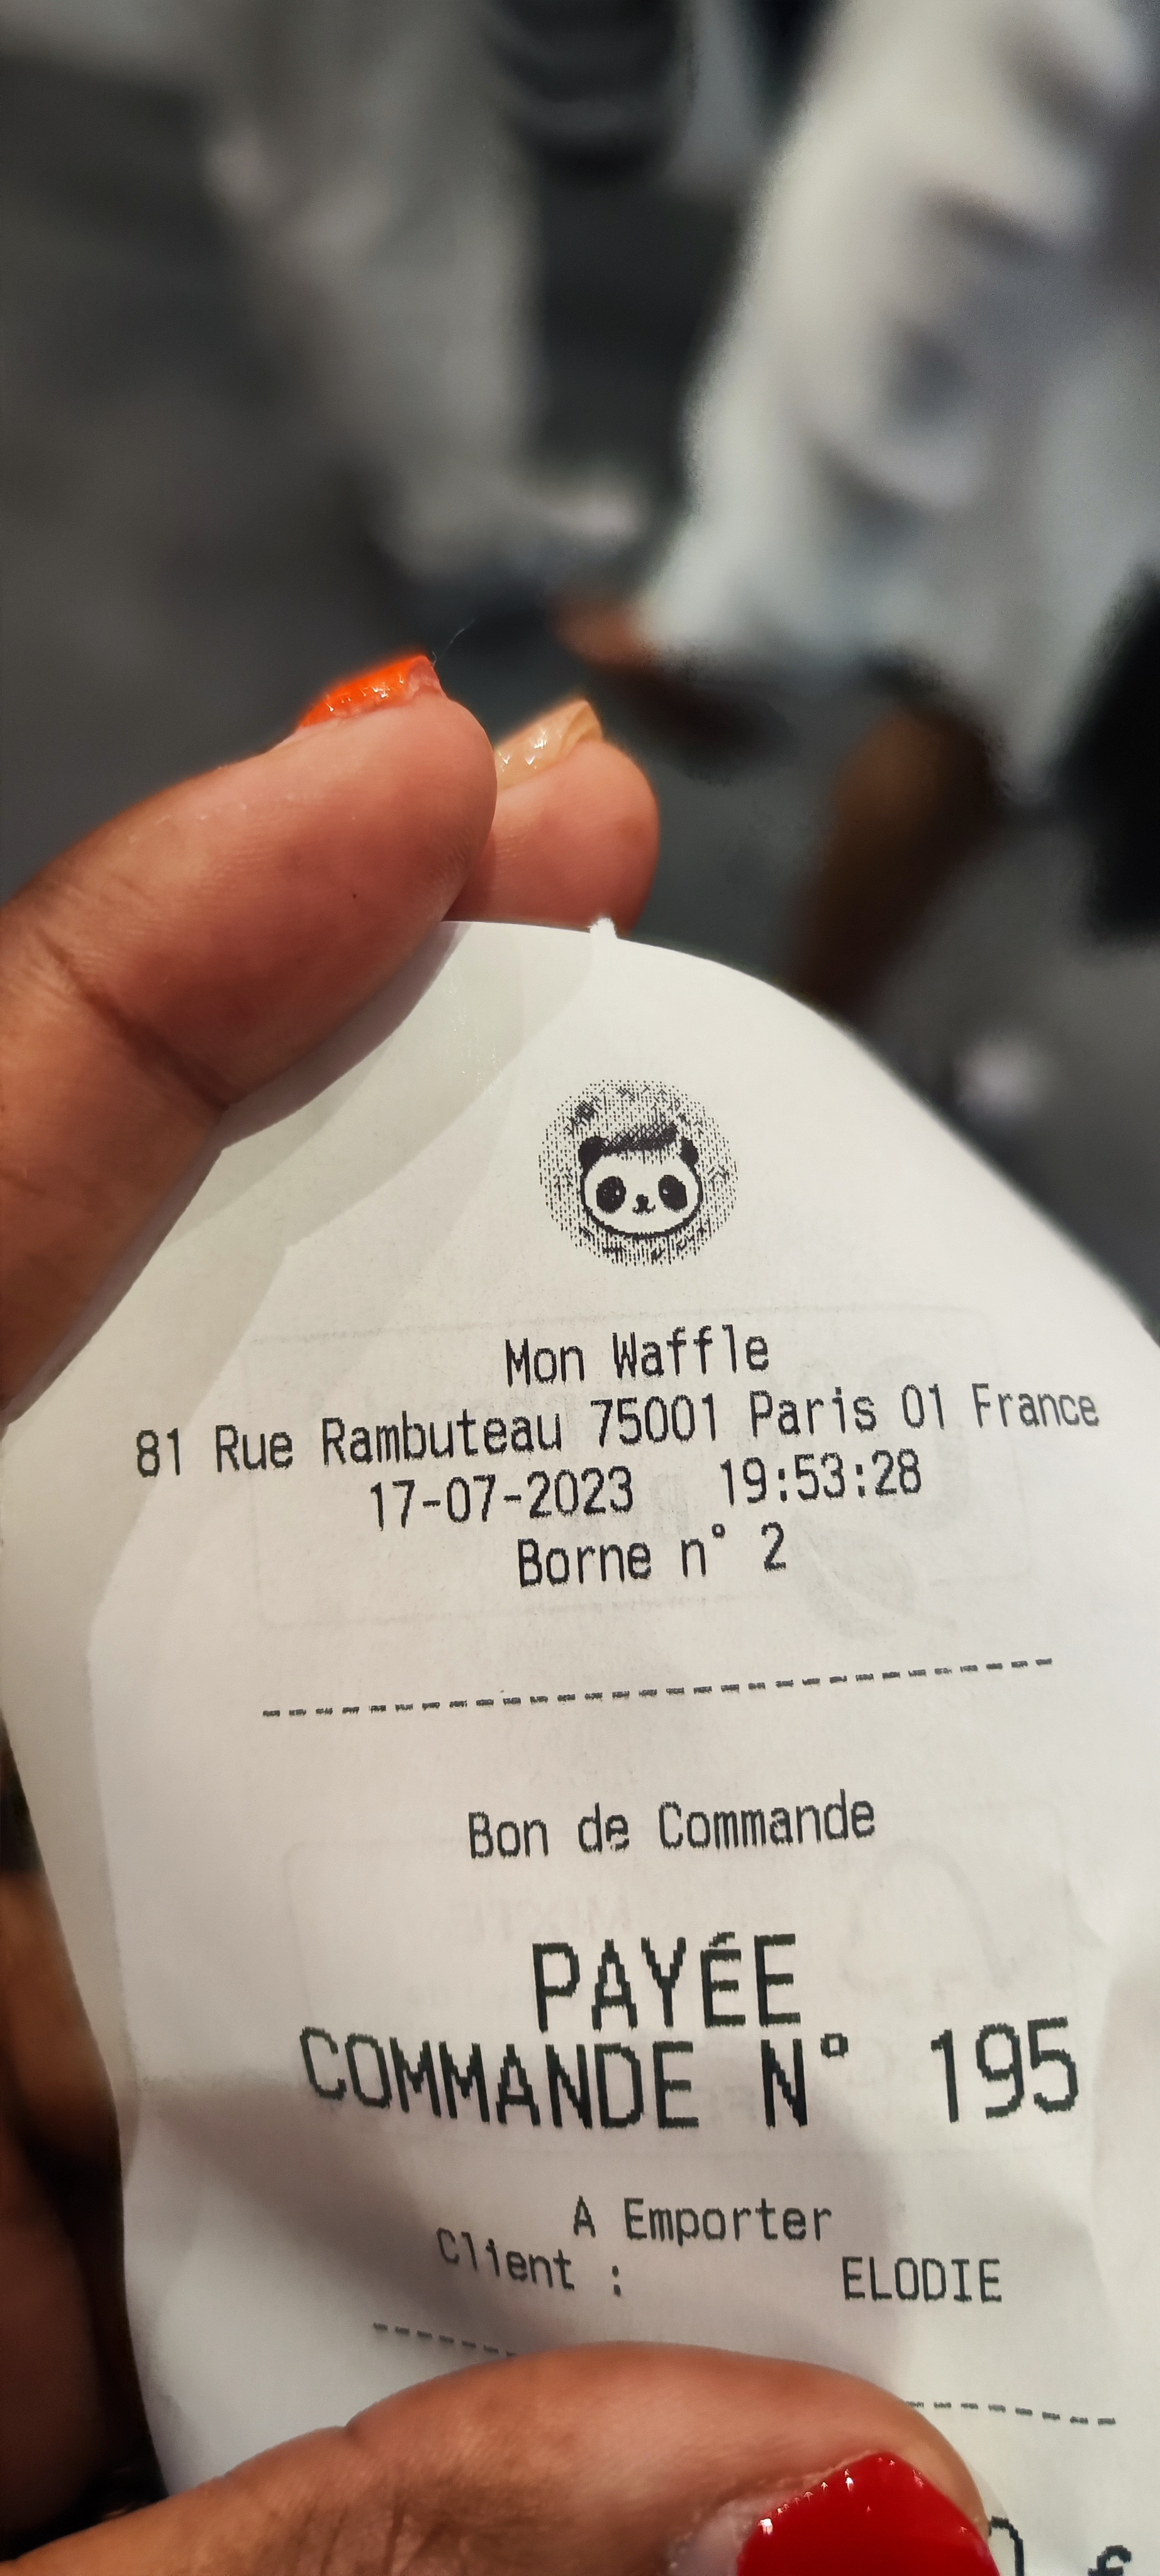 Mon Waffle
81 Rue Rambuteau 75001 Paris 01 France
17-07-2023 19:53:28
Borne n° 2
Bon de Commande
PAYÉE
COMMANDE N° 195
A Emporter
Client : ELODIE
€